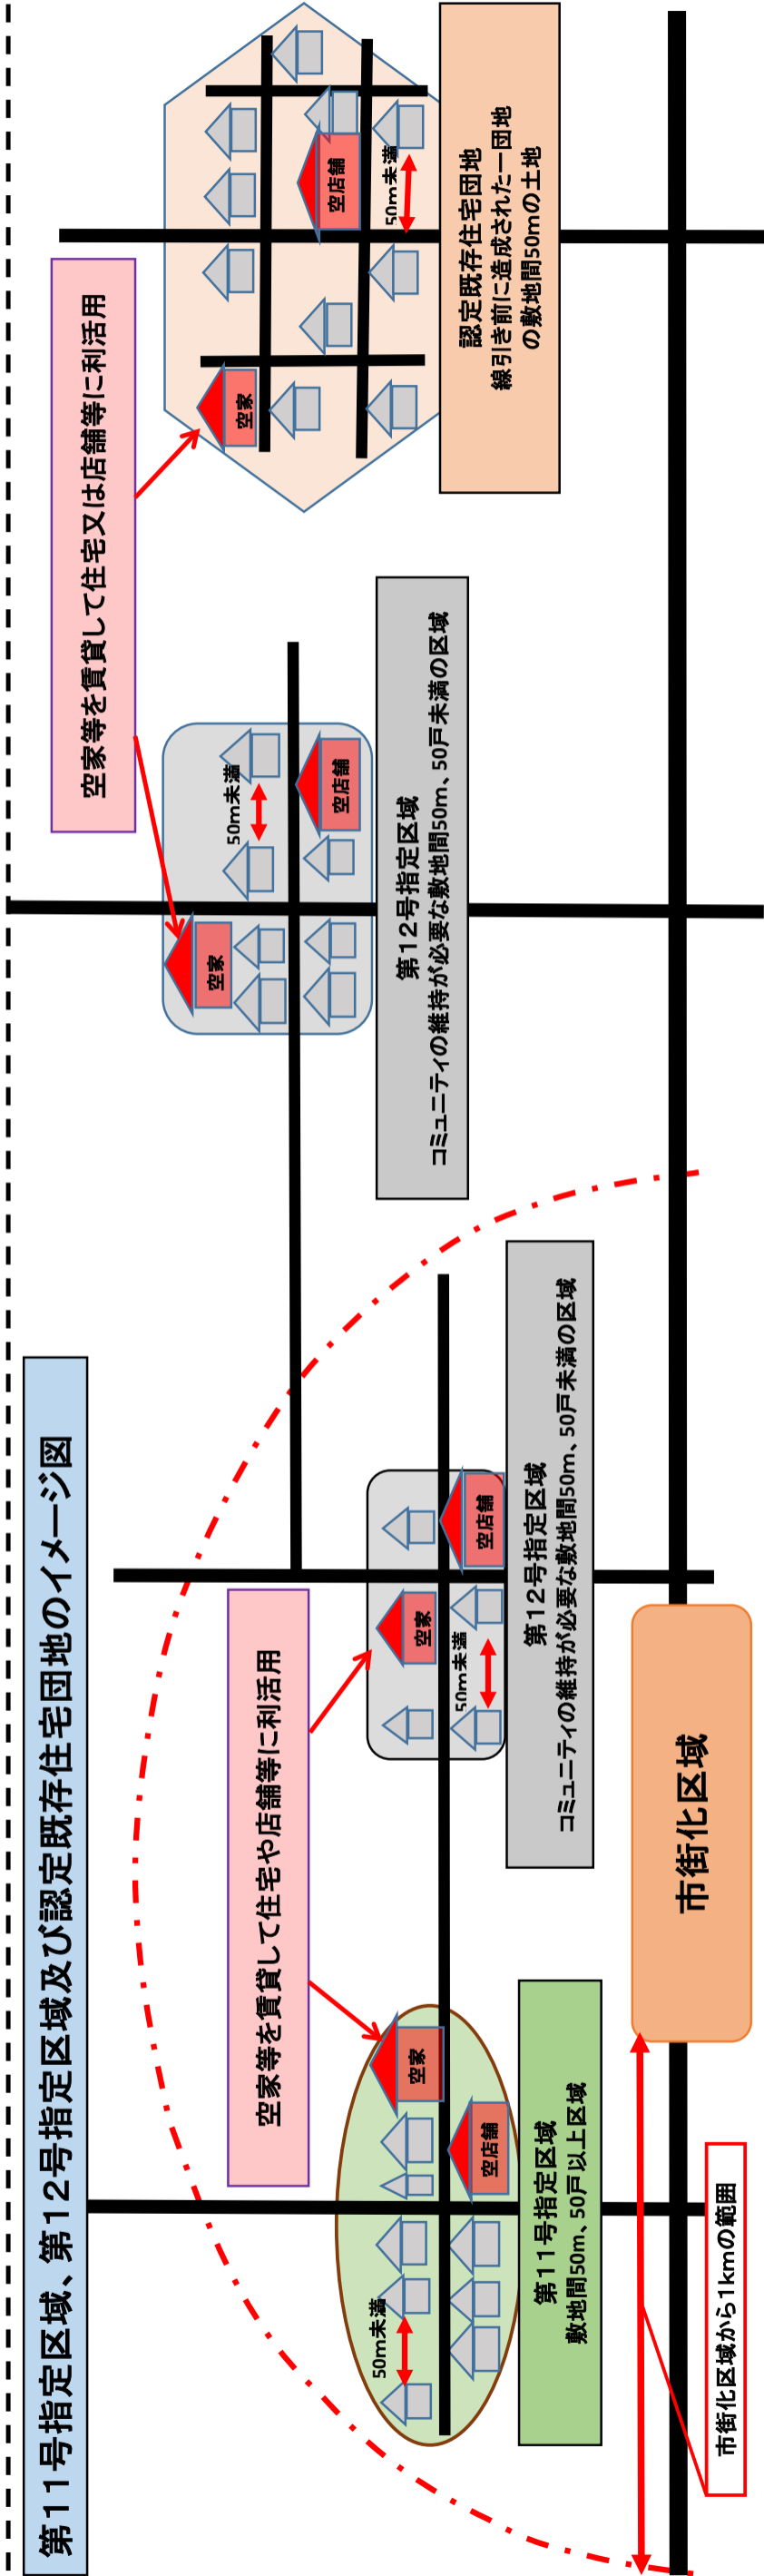 第11号指定区域、第12号指定区域及び認定既存住宅団地のイメージ図
空家等を賃貸して住宅や店舗等に利活用
空家等を賃貸して住宅又は店舗等に利活用
50m未満
空家
空店舗
第11号指定区域
敷地間50m、50戸以上区域
空家
50m未満
空店舗
第12号指定区域
コミュニティの維持が必要な敷地間50m、50戸未満の区域
空家
50m未満
空店舗
第12号指定区域
コミュニティの維持が必要な敷地間50m、50戸未満の区域
空家
空店舗
50m未満
認定既存住宅団地
線引き前に造成された一団地
の敷地間50mの土地
市街化区域
市街化区域から1kmの範囲